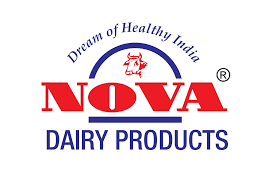 Dream of Healthy India
NOVA ®
DAIRY PRODUCTS